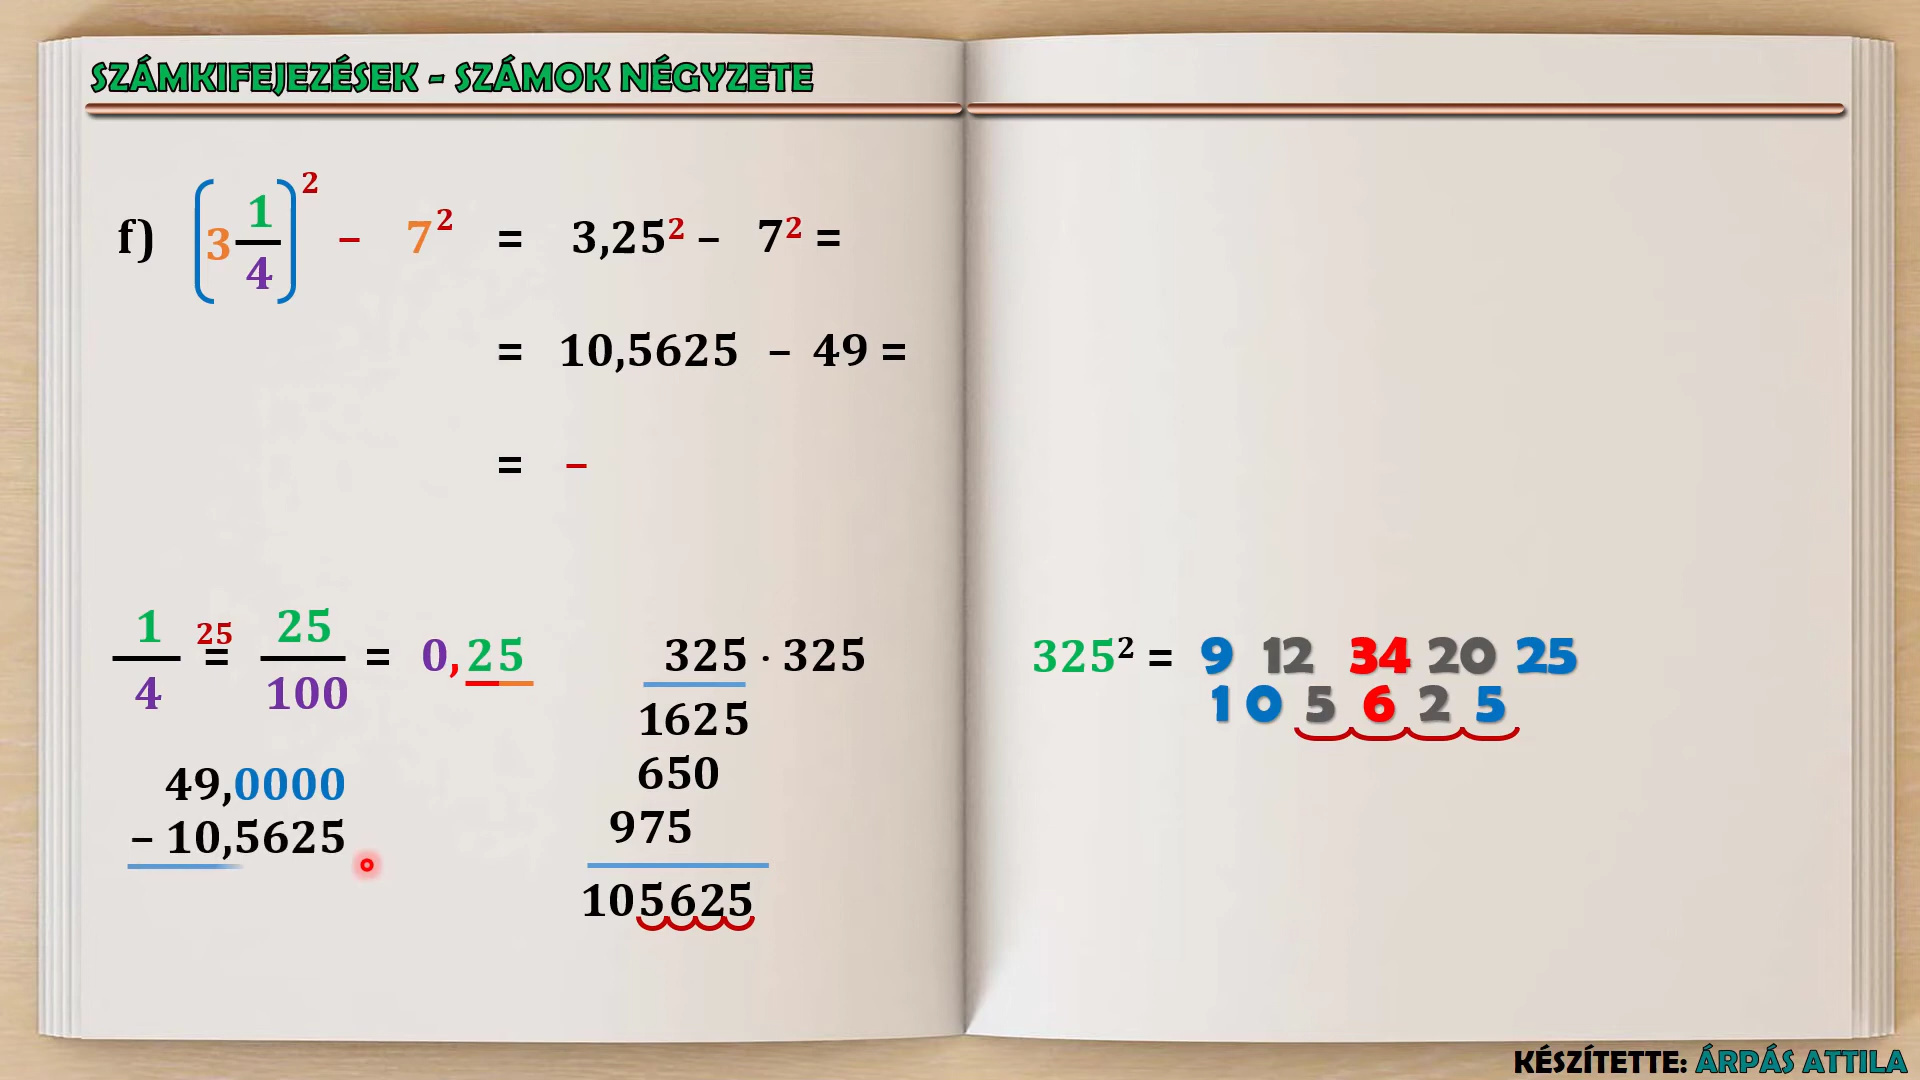 SZÁMKIFEJEZÉSEK - SZÁMOK NÉGYZETE
f) (3 1/4)² – 7² = 3,25² – 7² =
= 10,5625 – 49 =
= –
1/4 =²⁵ 25/100 = 0,25
49,0000
– 10,5625
325 · 325
1625
650
975
105625
325² = 9 12 34 20 25
1 0 5 6 2 5
KÉSZÍTETTE: ÁRPÁS ATTILA